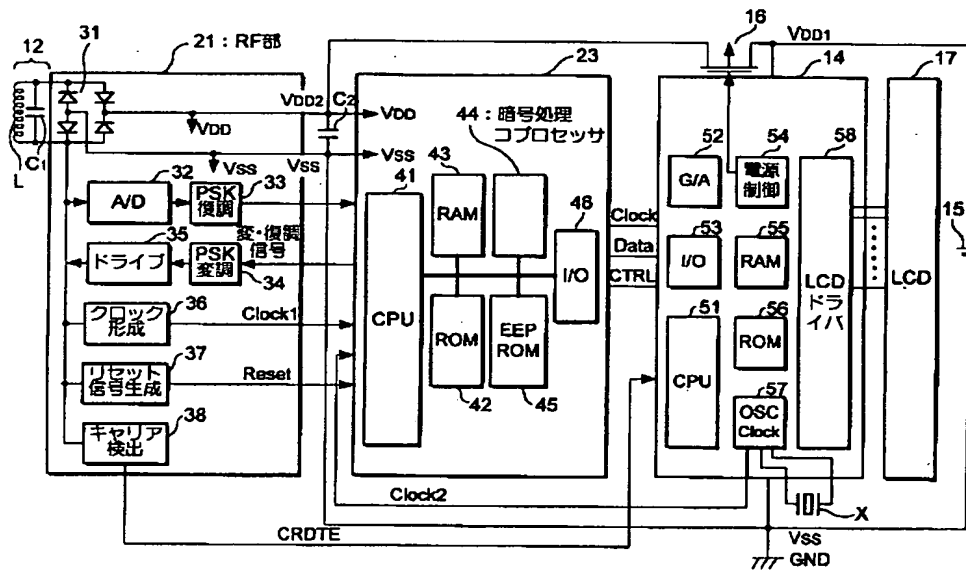 12
31
21：RF部
L
C1
VDD
VSS
32
A/D
33
PSK
復調
35
ドライブ
34
PSK
変調
変・復調
信号
36
クロック
形成
37
リセット
信号生成
38
キャリア
検出
VDD2
C2
VSS
Clock1
Reset
Clock2
CRDTE
23
VDD
VSS
41
CPU
43
RAM
44：暗号処理
コプロセッサ
46
I/O
ROM
42
EEP
ROM
45
Clock
Data
CTRL
16
VDD1
14
52
G/A
54
電源
制御
58
LCD
ドラ
イバ
53
I/O
55
RAM
51
CPU
56
ROM
57
OSC
Clock
X
VSS
GND
17
LCD
15